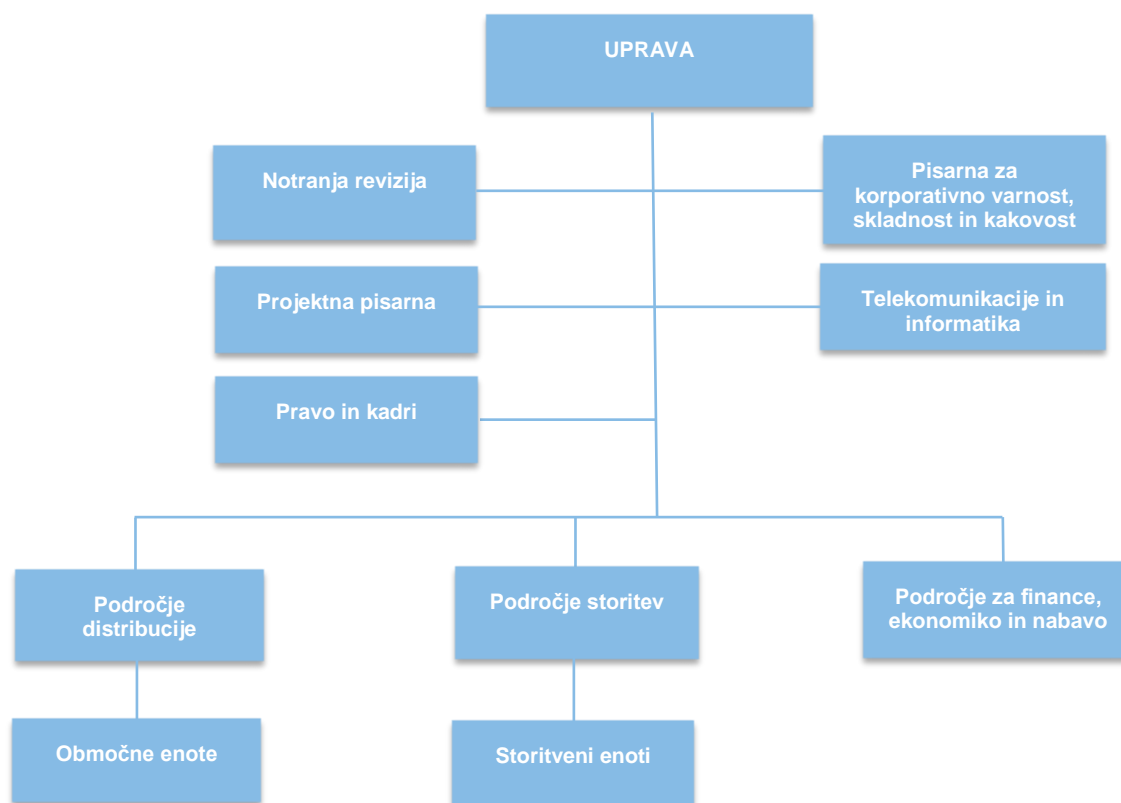 UPRAVA
Notranja revizija
Pisarna za
korporativno varnost,
skladnost in kakovost
Projektna pisarna
Telekomunikacije in
informatika
Pravo in kadri
Področje
distribucije
Področje storitev
Področje za finance,
ekonomiko in nabavo
Območne enote
Storitveni enoti